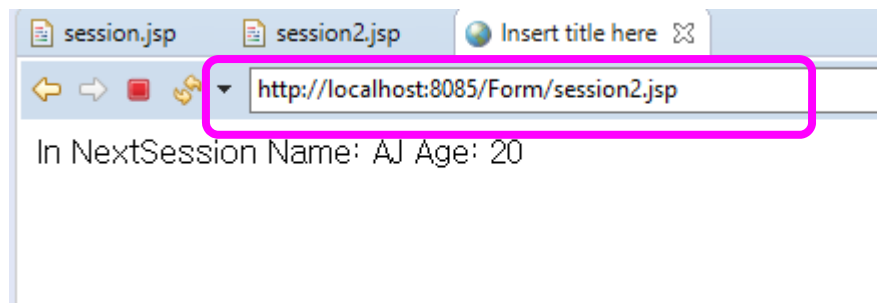 session.jsp session2.jsp Insert title here
http://localhost:8085/Form/session2.jsp
In NextSession Name: AJ Age: 20